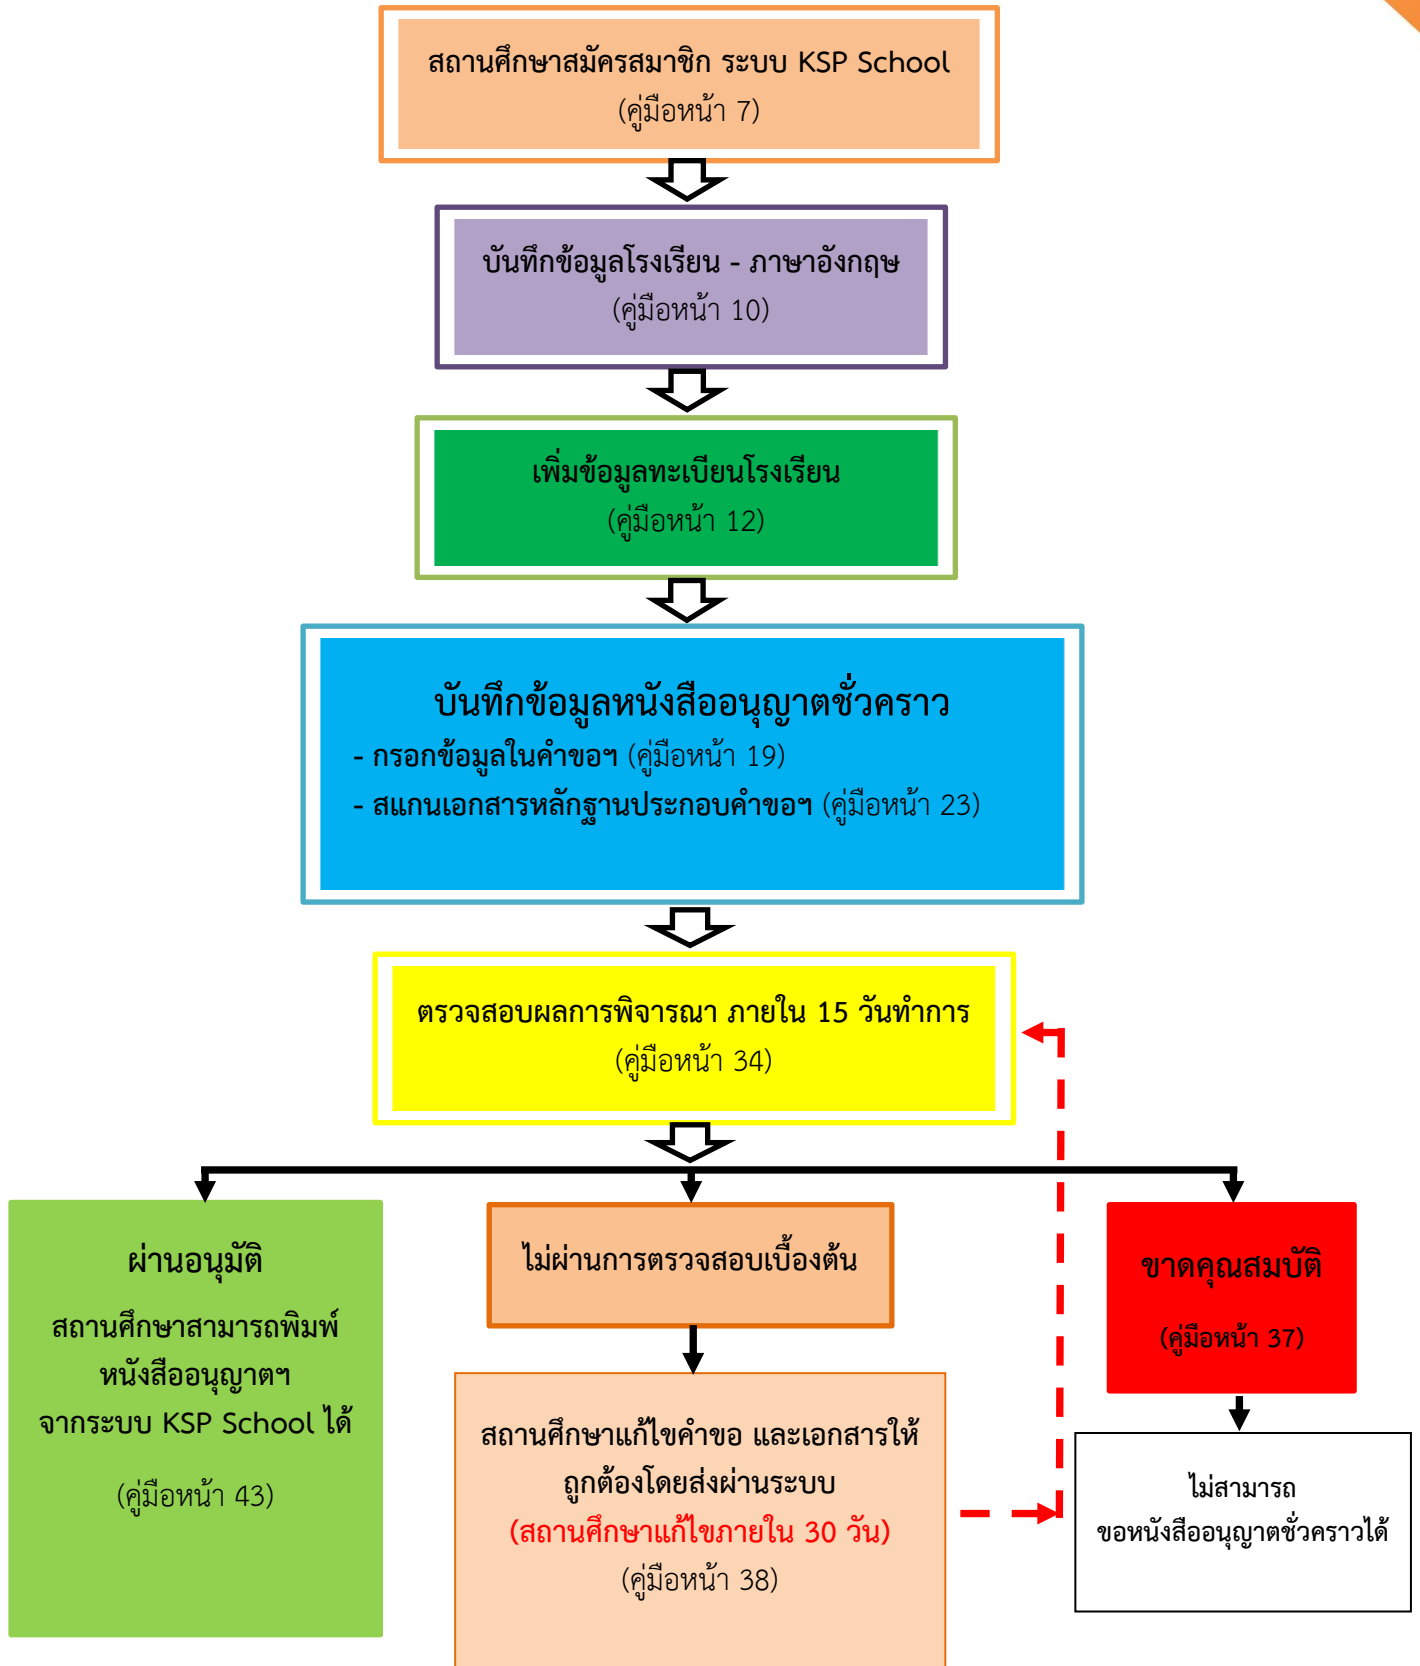 สถานศึกษาสมัครสมาชิก ระบบ KSP School
(คู่มือหน้า 7)
บันทึกข้อมูลโรงเรียน - ภาษาอังกฤษ
(คู่มือหน้า 10)
เพิ่มข้อมูลทะเบียนโรงเรียน
(คู่มือหน้า 12)
บันทึกข้อมูลหนังสืออนุญาตชั่วคราว
- กรอกข้อมูลในคำขอฯ (คู่มือหน้า 19)
- สแกนเอกสารหลักฐานประกอบคำขอฯ (คู่มือหน้า 23)
ตรวจสอบผลการพิจารณา ภายใน 15 วันทำการ
(คู่มือหน้า 34)
ผ่านอนุมัติ
สถานศึกษาสามารถพิมพ์
หนังสืออนุญาตฯ
จากระบบ KSP School ได้
(คู่มือหน้า 43)
ไม่ผ่านการตรวจสอบเบื้องต้น
สถานศึกษาแก้ไขคำขอ และเอกสารให้
ถูกต้องโดยส่งผ่านระบบ
(สถานศึกษาแก้ไขภายใน 30 วัน)
(คู่มือหน้า 38)
ขาดคุณสมบัติ
(คู่มือหน้า 37)
ไม่สามารถ
ขอหนังสืออนุญาตชั่วคราวได้